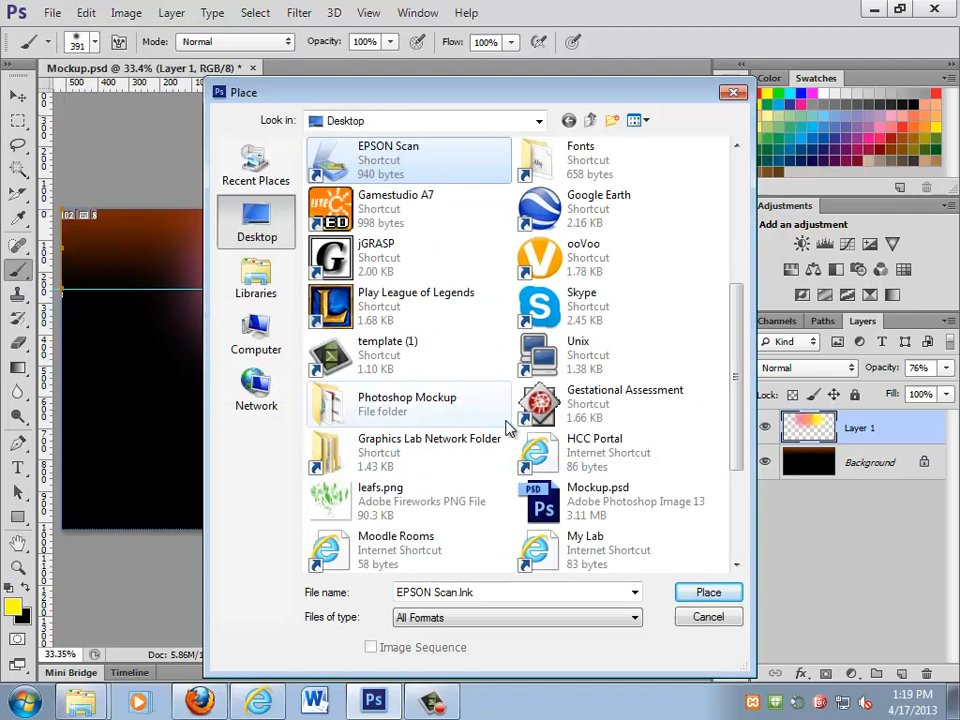 Ps File Edit Image Layer Type Select Filter 3D View Window Help
391 Mode: Normal Opacity: 100% Flow: 100%
Mockup.psd @ 33.4% (Layer 1, RGB/8) * ×
500 400 300 200
Place
Look in: Desktop
Recent Places
Desktop
Libraries
Computer
Network
EPSON Scan
Shortcut
940 bytes
Fonts
Shortcut
658 bytes
Gamestudio A7
Shortcut
998 bytes
Google Earth
Shortcut
2.16 KB
jGRASP
Shortcut
2.00 KB
ooVoo
Shortcut
1.78 KB
Play League of Legends
Shortcut
1.68 KB
Skype
Shortcut
2.45 KB
template (1)
Shortcut
1.10 KB
Unix
Shortcut
1.38 KB
Photoshop Mockup
File folder
Gestational Assessment
Shortcut
1.66 KB
Graphics Lab Network Folder
Shortcut
1.43 KB
HCC Portal
Internet Shortcut
86 bytes
leafs.png
Adobe Fireworks PNG File
90.3 KB
Mockup.psd
Adobe Photoshop Image 13
3.11 MB
Moodle Rooms
Internet Shortcut
58 bytes
My Lab
Internet Shortcut
83 bytes
File name: EPSON Scan.lnk Place
Files of type: All Formats Cancel
Image Sequence
Color Swatches
Adjustments
Add an adjustment
Channels Paths Layers
Kind
Normal Opacity: 76%
Lock: Fill: 100%
Layer 1
Background
33.35% Doc: 5.86M/1
Mini Bridge Timeline
1:19 PM
4/17/2013